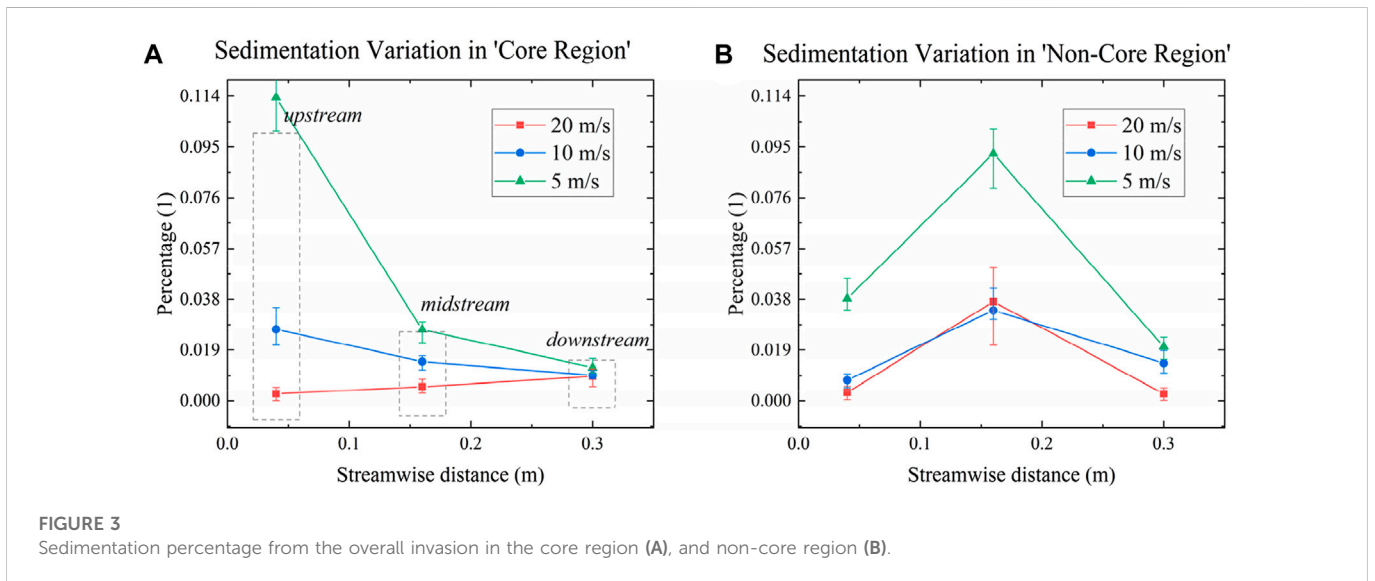 A
Sedimentation Variation in 'Core Region'
0.114
0.095
0.076
0.057
0.038
0.019
0.000
Percentage (1)
upstream
midstream
downstream
20 m/s
10 m/s
5 m/s
0.0
0.1
0.2
0.3
Streamwise distance (m)
B
Sedimentation Variation in 'Non-Core Region'
0.114
0.095
0.076
0.057
0.038
0.019
0.000
Percentage (1)
20 m/s
10 m/s
5 m/s
0.0
0.1
0.2
0.3
Streamwise distance (m)
FIGURE 3
Sedimentation percentage from the overall invasion in the core region (A), and non-core region (B).